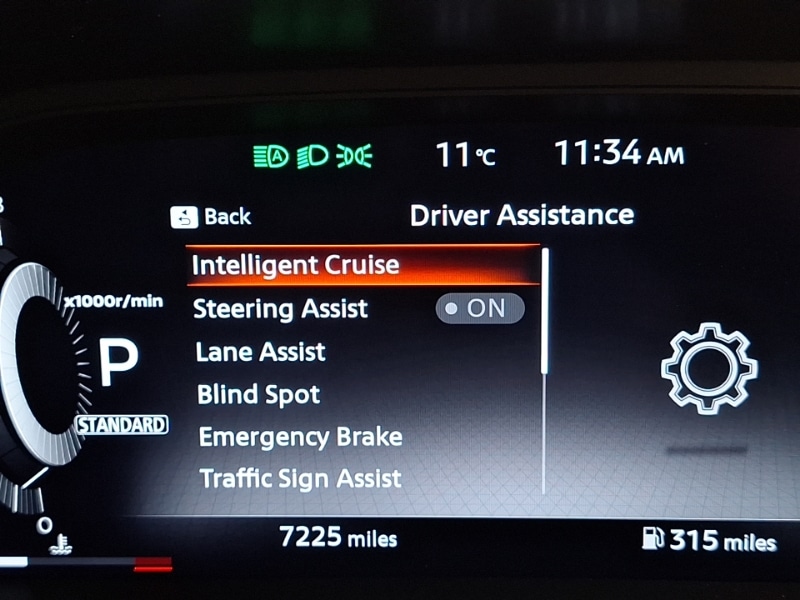 A
11°C
11:34 AM
Back
Driver Assistance
Intelligent Cruise
x1000r/min
Steering Assist
ON
Lane Assist
P
Blind Spot
STANDARD
Emergency Brake
Traffic Sign Assist
0
7225 miles
315 miles